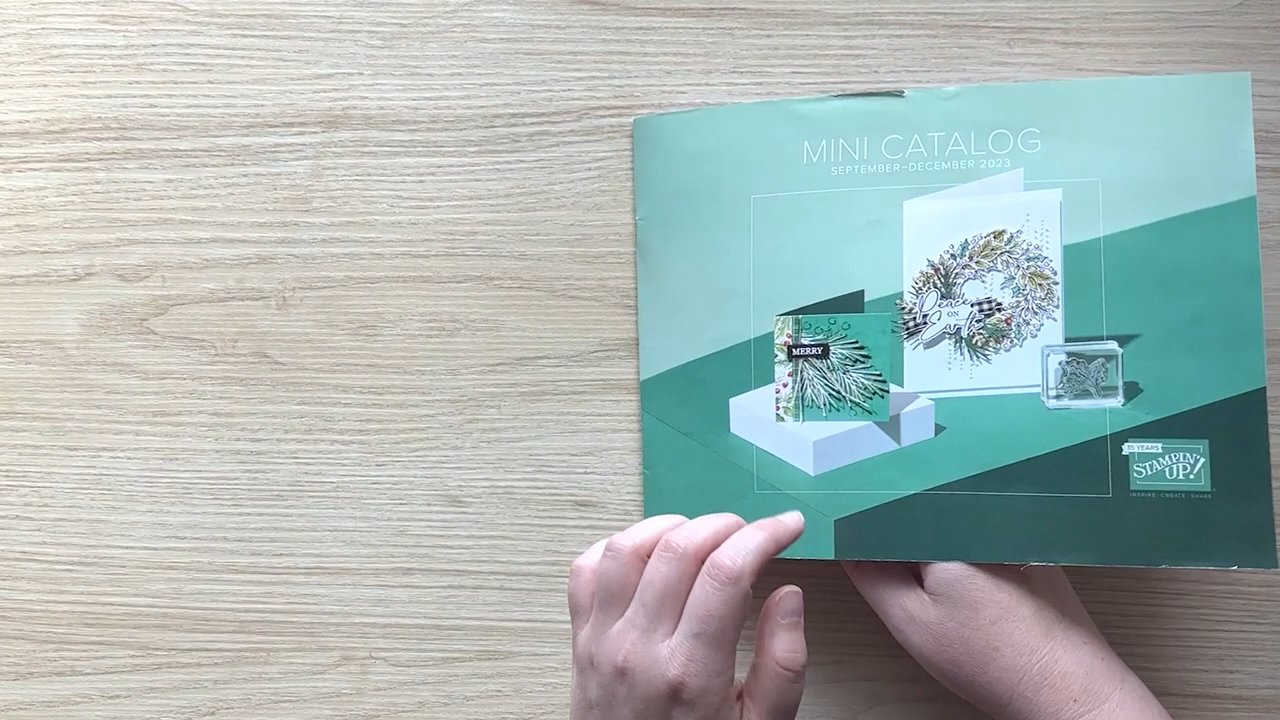 MINI CATALOG
SEPTEMBER–DECEMBER 2023
Peace
ON
Earth
MERRY
35 YEARS
STAMPIN'
UP!
INSPIRE CREATE SHARE